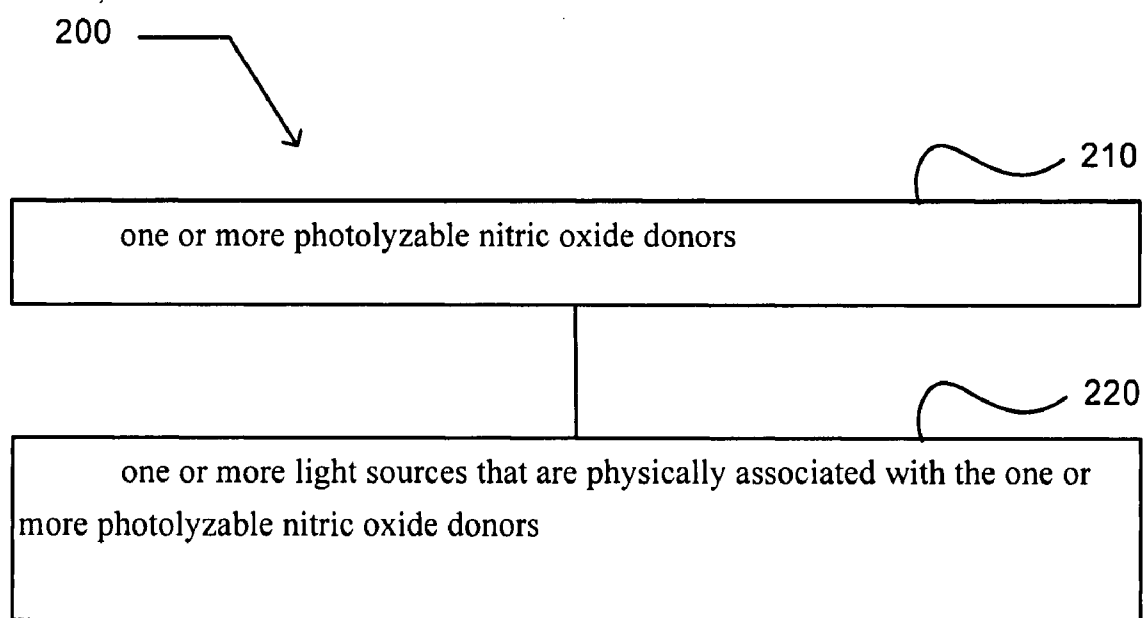 200
210
one or more photolyzable nitric oxide donors
220
one or more light sources that are physically associated with the one or
more photolyzable nitric oxide donors